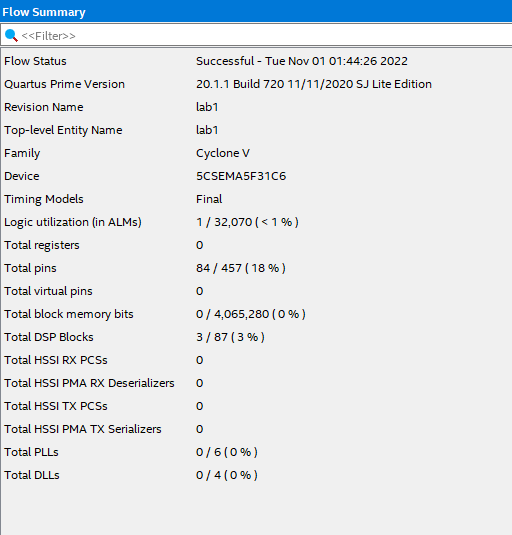 Flow Summary
<<Filter>>
Flow Status Successful - Tue Nov 01 01:44:26 2022
Quartus Prime Version 20.1.1 Build 720 11/11/2020 SJ Lite Edition
Revision Name lab1
Top-level Entity Name lab1
Family Cyclone V
Device 5CSEMA5F31C6
Timing Models Final
Logic utilization (in ALMs) 1 / 32,070 ( < 1 % )
Total registers 0
Total pins 84 / 457 ( 18 % )
Total virtual pins 0
Total block memory bits 0 / 4,065,280 ( 0 % )
Total DSP Blocks 3 / 87 ( 3 % )
Total HSSI RX PCSs 0
Total HSSI PMA RX Deserializers 0
Total HSSI TX PCSs 0
Total HSSI PMA TX Serializers 0
Total PLLs 0 / 6 ( 0 % )
Total DLLs 0 / 4 ( 0 % )